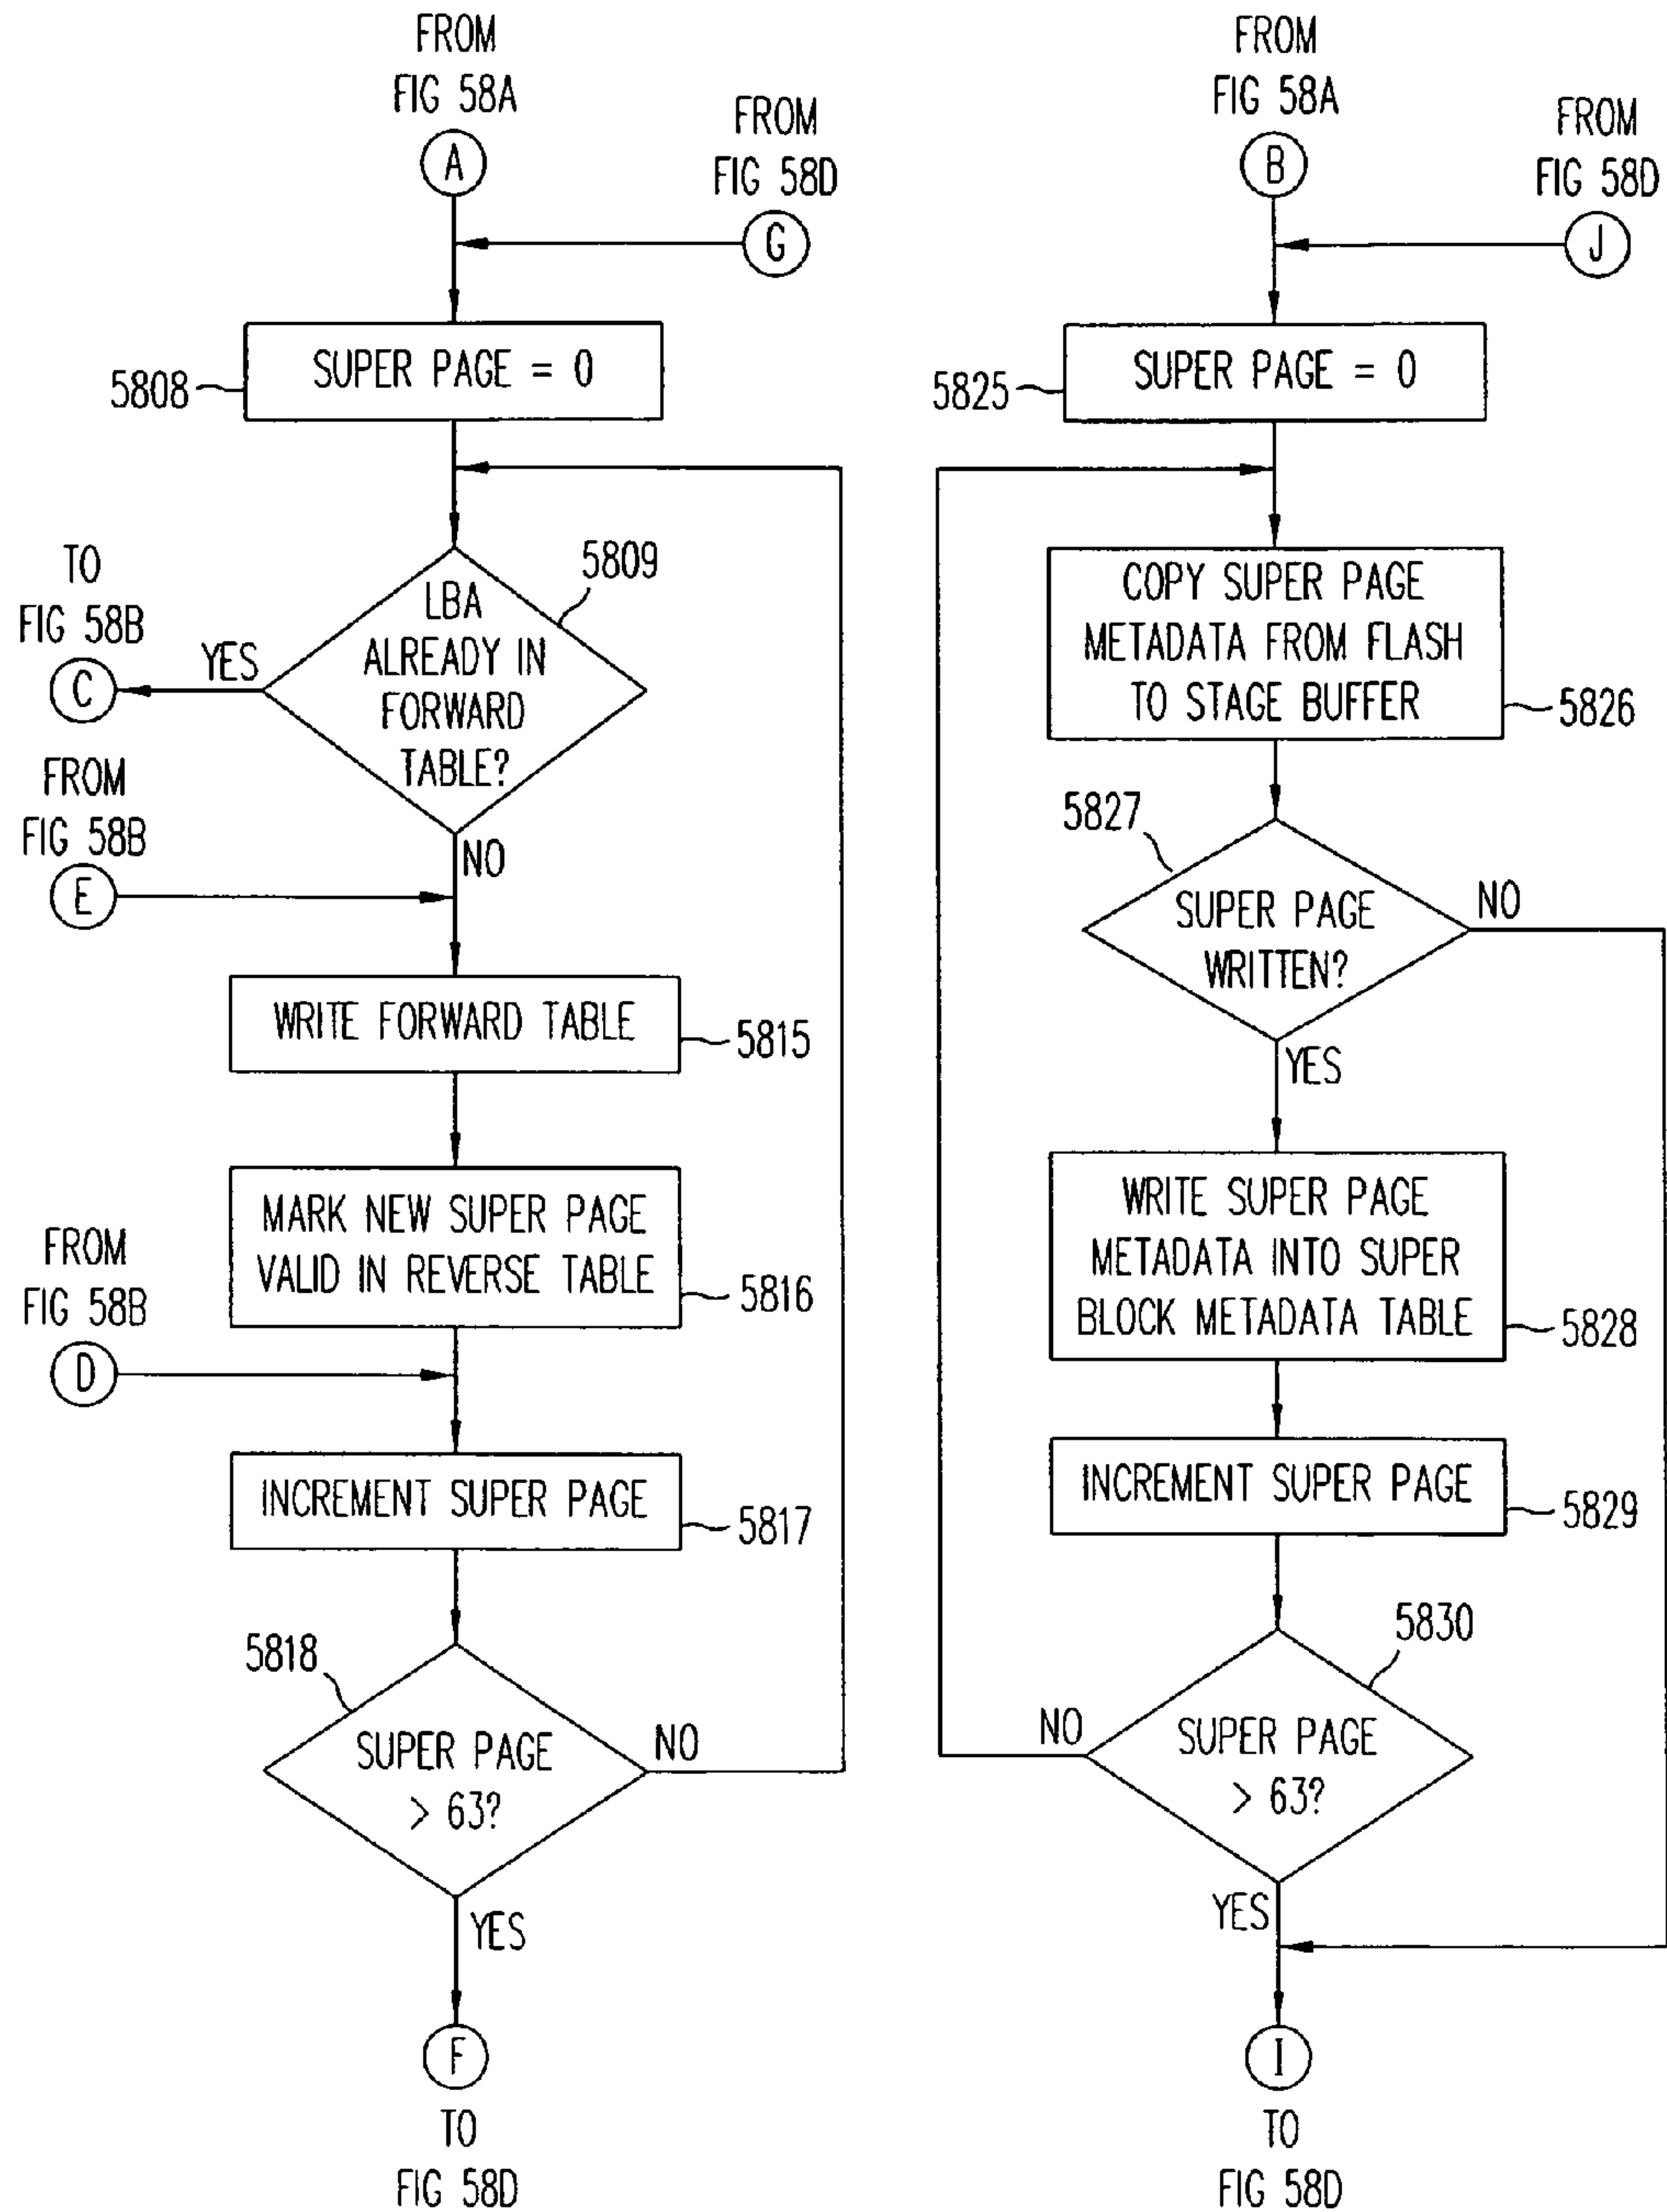 FROM
FIG 58A
A
FROM
FIG 58D
G
SUPER PAGE = 0
5808
LBA
ALREADY IN
FORWARD
TABLE?
5809
TO
FIG 58B
C
YES
NO
FROM
FIG 58B
E
WRITE FORWARD TABLE
5815
MARK NEW SUPER PAGE
VALID IN REVERSE TABLE
5816
FROM
FIG 58B
D
INCREMENT SUPER PAGE
5817
5818
SUPER PAGE
> 63?
NO
YES
F
TO
FIG 58D
FROM
FIG 58A
B
FROM
FIG 58D
J
SUPER PAGE = 0
5825
COPY SUPER PAGE
METADATA FROM FLASH
TO STAGE BUFFER
5826
5827
SUPER PAGE
WRITTEN?
NO
YES
WRITE SUPER PAGE
METADATA INTO SUPER
BLOCK METADATA TABLE
5828
INCREMENT SUPER PAGE
5829
5830
SUPER PAGE
> 63?
NO
YES
I
TO
FIG 58D